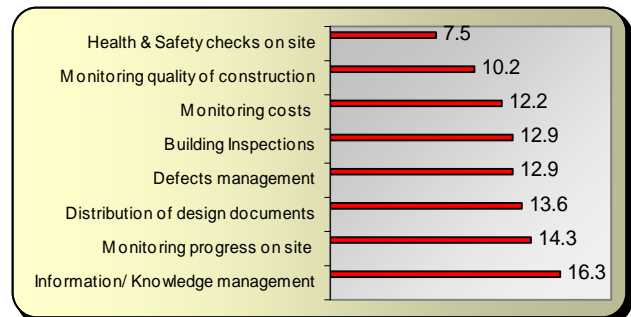 Health & Safety checks on site 7.5
Monitoring quality of construction 10.2
Monitoring costs 12.2
Building Inspections 12.9
Defects management 12.9
Distribution of design documents 13.6
Monitoring progress on site 14.3
Information/ Knowledge management 16.3